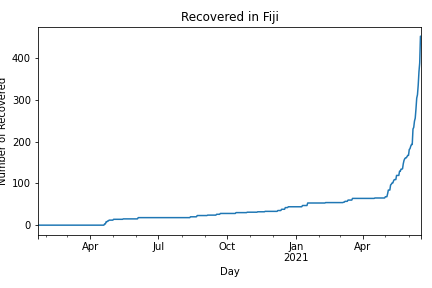 Recovered in Fiji
Number of Recovered
400
300
200
100
0
Apr
Jul
Oct
Jan
2021
Apr
Day